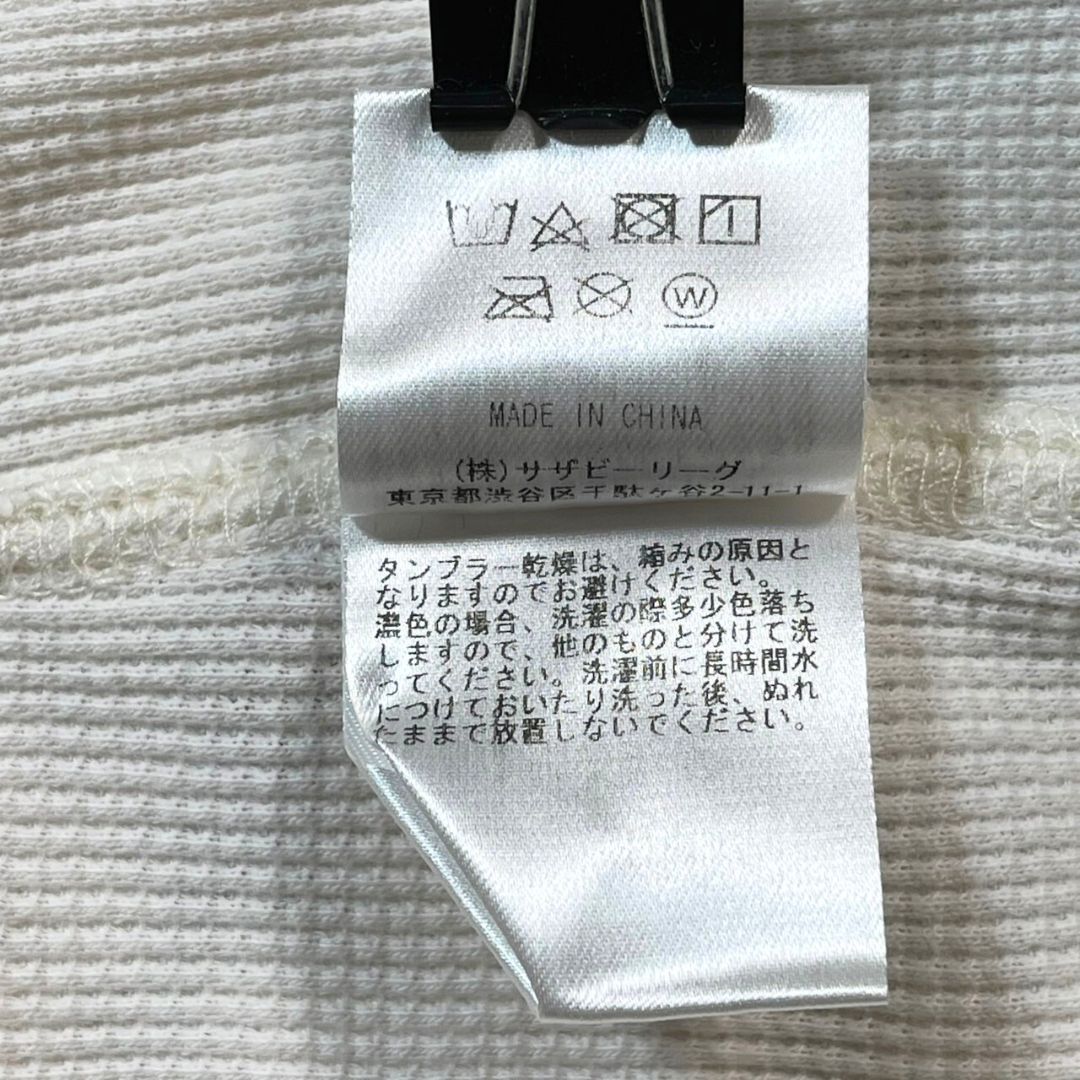 W
MADE IN CHINA
(株)サザビーリーグ
東京都渋谷区千駄ヶ谷2-11-1
タンブラー乾燥は、縮みの原因と
なりますのでお避けください。
濃色の場合、洗濯の際多少色落ち
しますので、他のものと分けて洗
ってください。洗濯前に長時間水
につけておいたり洗った後、ぬれ
たままで放置しないでください。